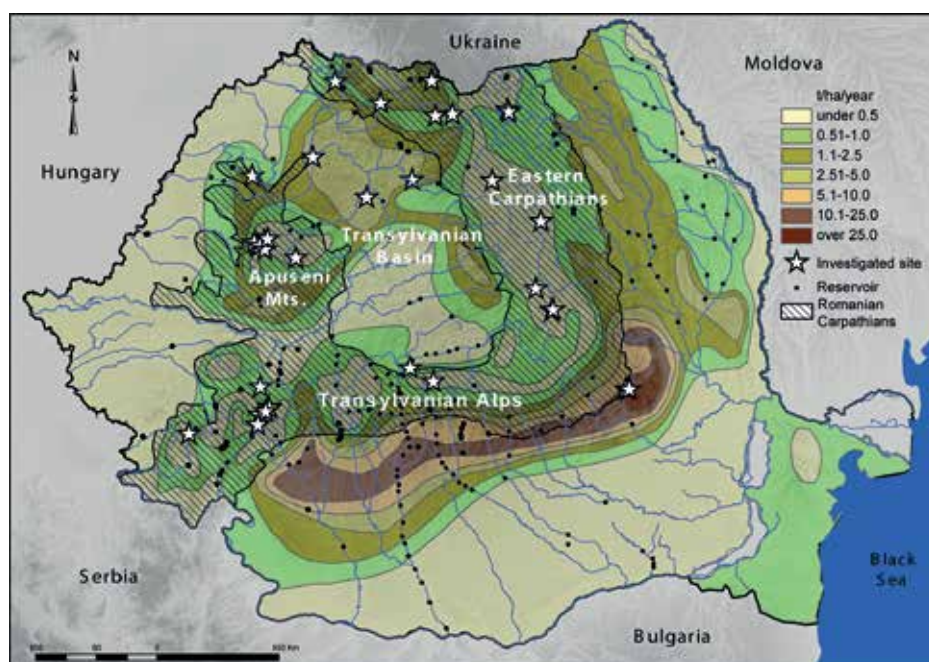 Ukraine
Moldova
N
Hungary
t/ha/year
under 0.5
0.51-1.0
1.1-2.5
2.51-5.0
5.1-10.0
10.1-25.0
over 25.0
Investigated site
Reservoir
Romanian
Carpathians
Eastern
Carpathians
Transylvanian
Basin
Apuseni
Mts.
Transylvanian Alps
Serbia
Black
Sea
Bulgaria
0